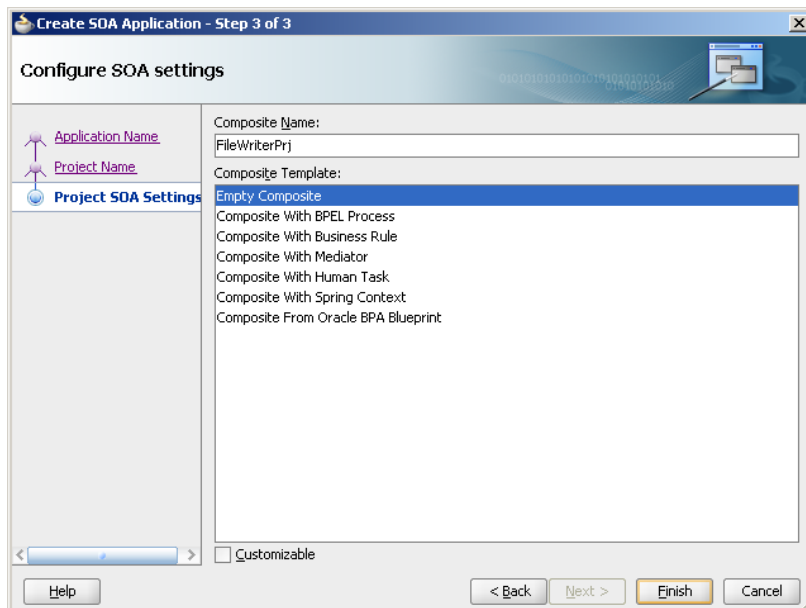 Create SOA Application - Step 3 of 3
Configure SOA settings
Application Name
Project Name
Project SOA Settings
Composite Name:
FileWriterPrj
Composite Template:
Empty Composite
Composite With BPEL Process
Composite With Business Rule
Composite With Mediator
Composite With Human Task
Composite With Spring Context
Composite From Oracle BPA Blueprint
Customizable
Help
< Back
Next >
Finish
Cancel